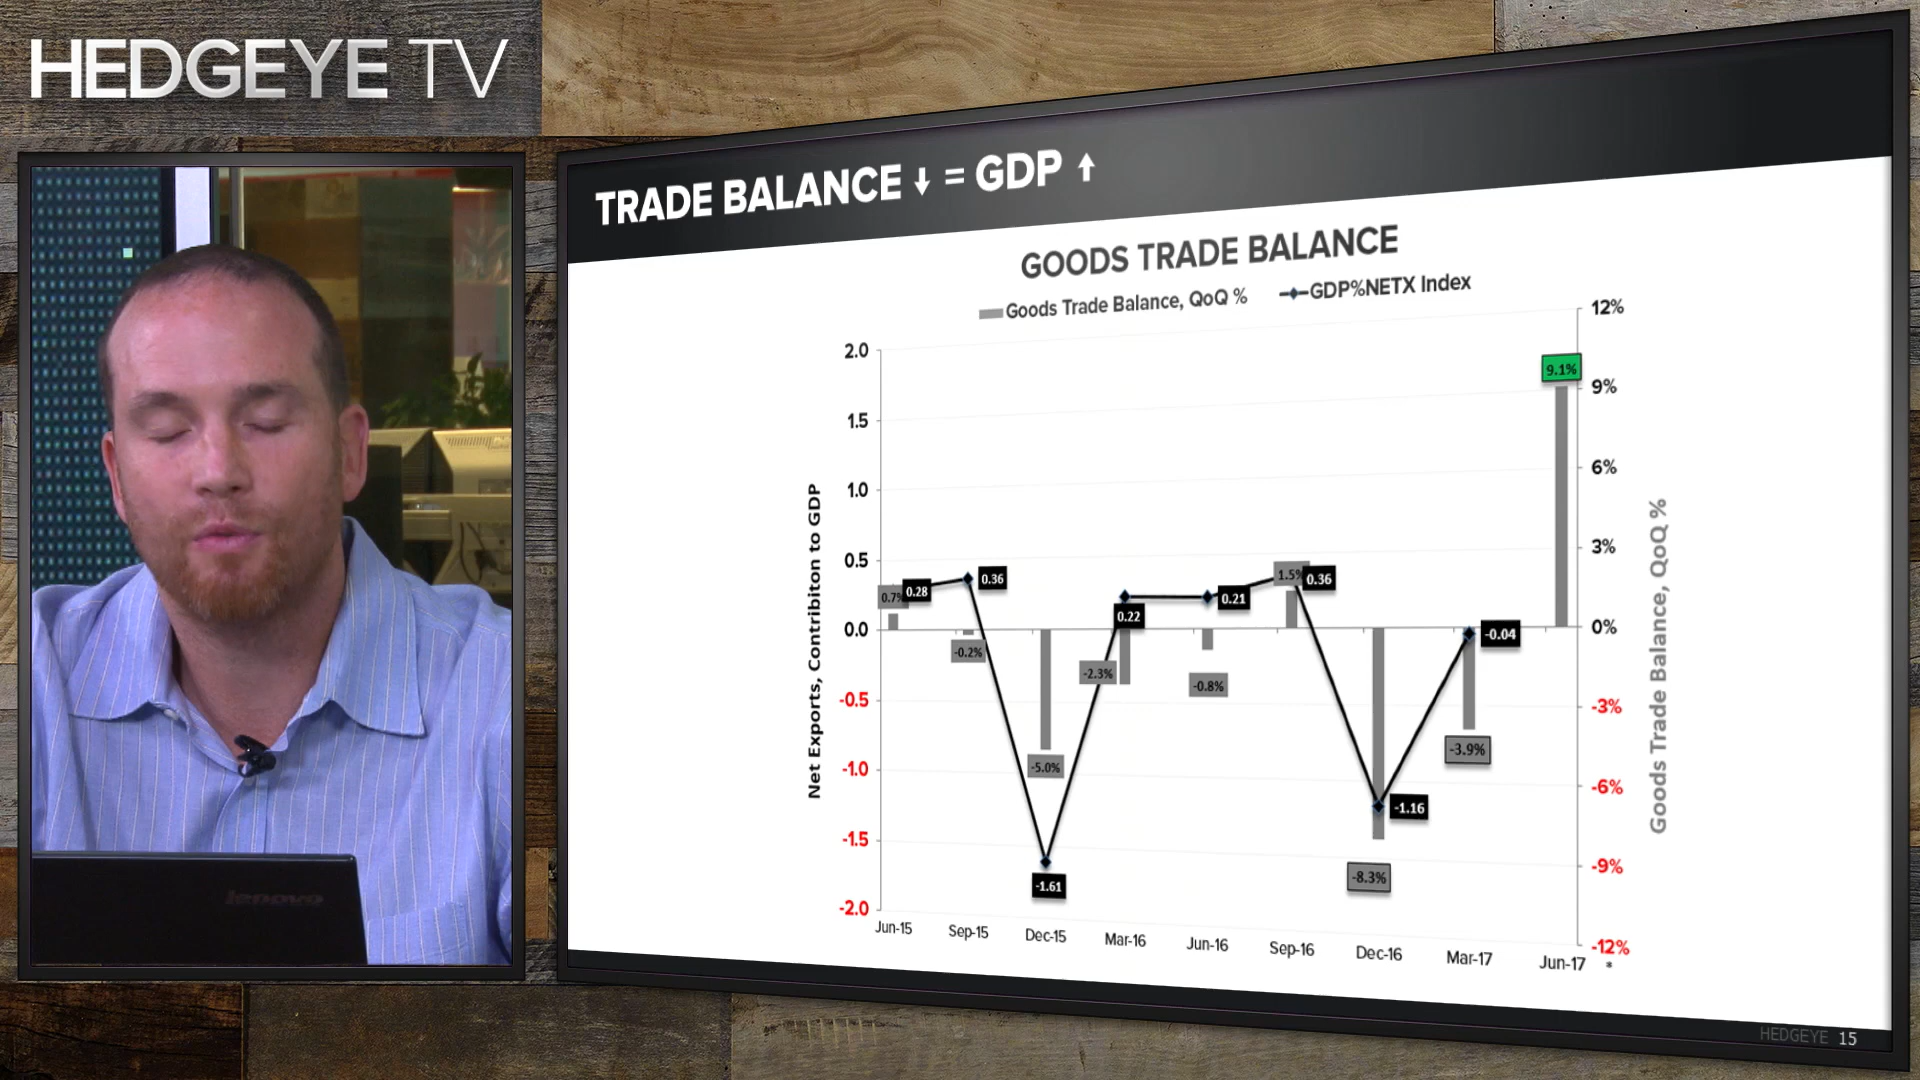 HEDGEYE TV
TRADE BALANCE ↓ = GDP ↑
GOODS TRADE BALANCE
Goods Trade Balance, QoQ %
GDP%NETX Index
Net Exports, Contribiton to GDP
2.0
1.5
1.0
0.5
0.0
-0.5
-1.0
-1.5
-2.0
0.7%
0.28
0.36
-0.2%
-5.0%
-1.61
-2.3%
0.22
0.21
-0.8%
1.5%
0.36
-1.16
-8.3%
-0.04
-3.9%
9.1%
12%
9%
6%
3%
0%
-3%
-6%
-9%
-12%
Goods Trade Balance, QoQ %
Jun-15
Sep-15
Dec-15
Mar-16
Jun-16
Sep-16
Dec-16
Mar-17
Jun-17
*
lenovo
HEDGEYE 15